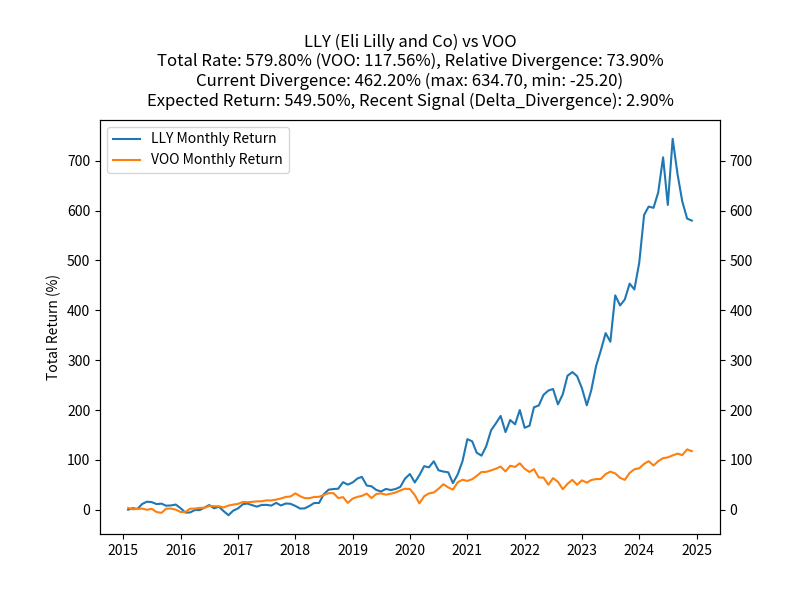 LLY (Eli Lilly and Co) vs VOO
Total Rate: 579.80% (VOO: 117.56%), Relative Divergence: 73.90%
Current Divergence: 462.20% (max: 634.70, min: -25.20)
Expected Return: 549.50%, Recent Signal (Delta_Divergence): 2.90%
LLY Monthly Return
VOO Monthly Return
Total Return (%)
700 700
600 600
500 500
400 400
300 300
200 200
100 100
0 0
2015 2016 2017 2018 2019 2020 2021 2022 2023 2024 2025